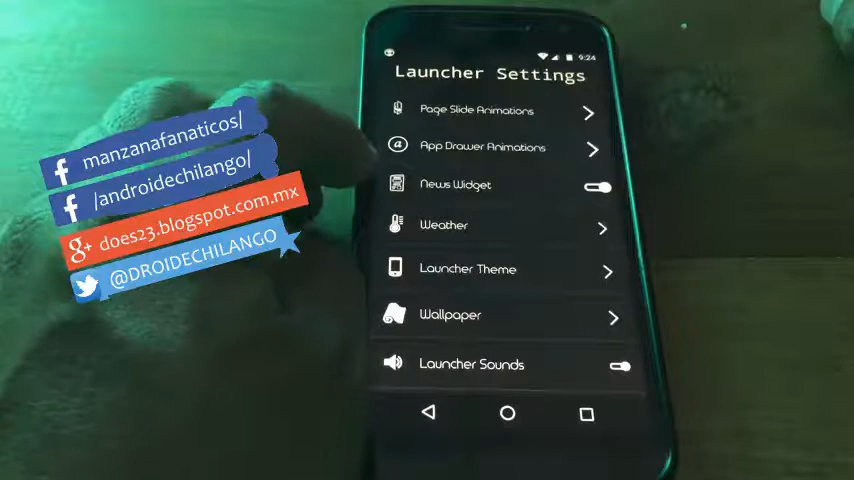 9:24
Launcher Settings
Page Slide Animations
App Drawer Animations
News Widget
Weather
Launcher Theme
Wallpaper
Launcher Sounds
manzanafanaticos/
/androidechilango/
g+ does23.blogspot.com.mx
@DROIDECHILANGO